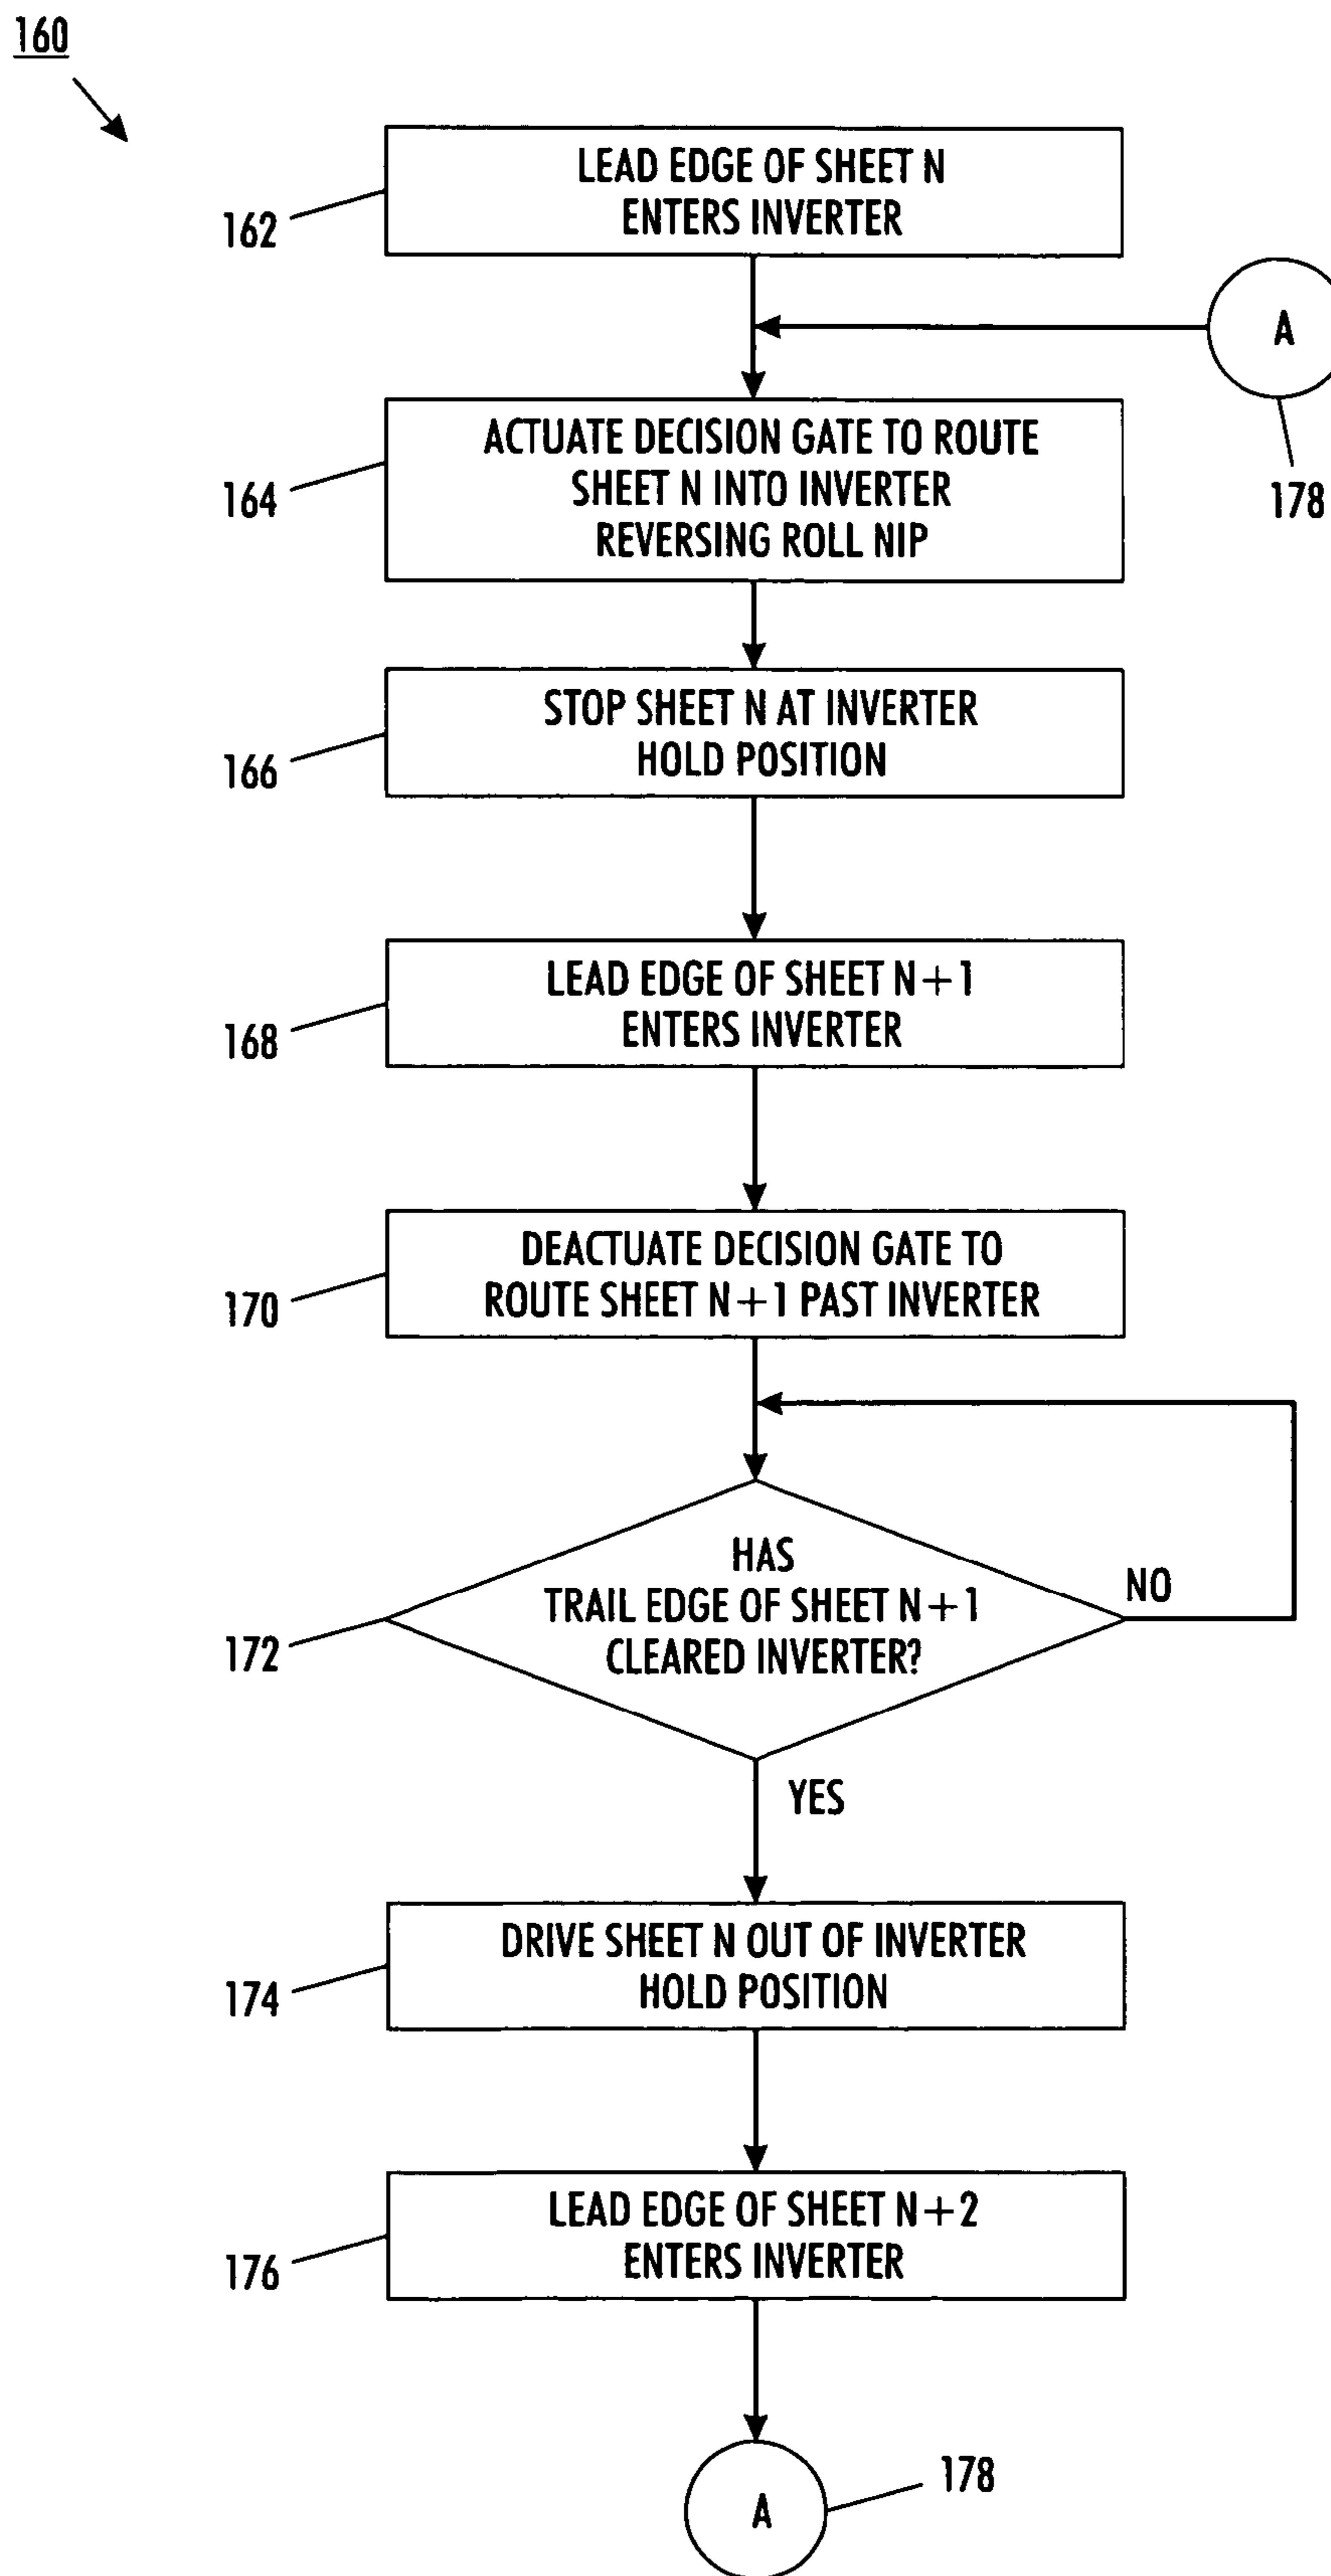 160
LEAD EDGE OF SHEET N
ENTERS INVERTER
162
A
178
ACTUATE DECISION GATE TO ROUTE
SHEET N INTO INVERTER
REVERSING ROLL NIP
164
STOP SHEET N AT INVERTER
HOLD POSITION
166
LEAD EDGE OF SHEET N+1
ENTERS INVERTER
168
DEACTUATE DECISION GATE TO
ROUTE SHEET N+1 PAST INVERTER
170
HAS
TRAIL EDGE OF SHEET N+1
CLEARED INVERTER?
NO
172
YES
DRIVE SHEET N OUT OF INVERTER
HOLD POSITION
174
LEAD EDGE OF SHEET N+2
ENTERS INVERTER
176
A
178